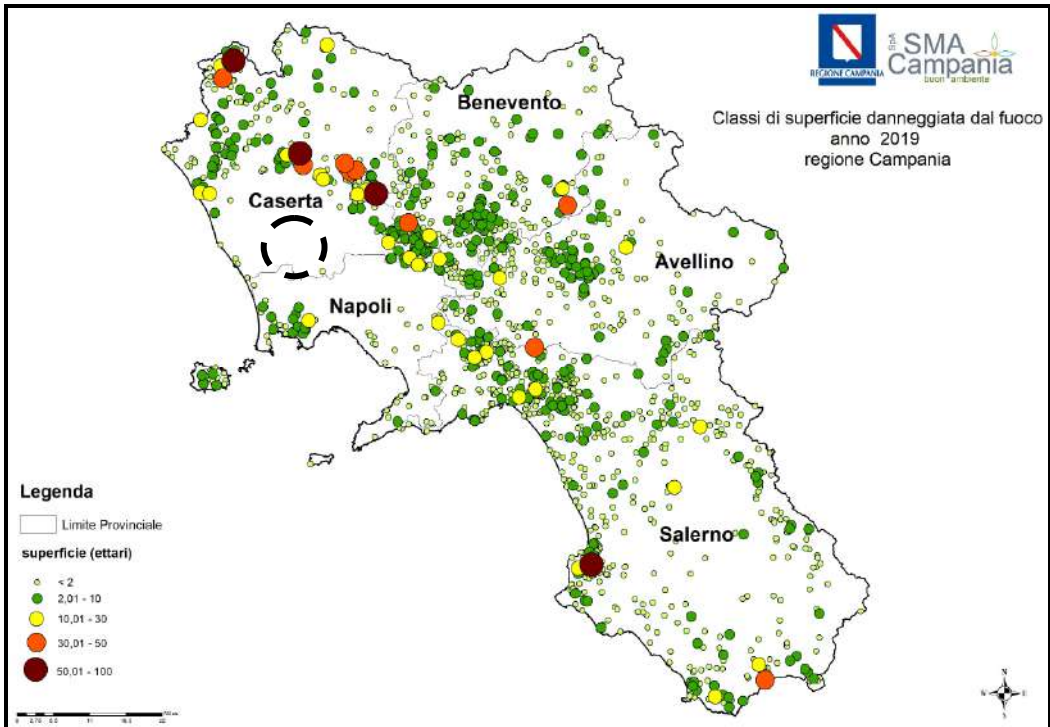 REGIONE CAMPANIA
SpA
SMA
Campania
buon ambiente
Classi di superficie danneggiata dal fuoco
anno 2019
regione Campania
Benevento
Caserta
Avellino
Napoli
Salerno
Legenda
Limite Provinciale
superficie (ettari)
< 2
2,01 - 10
10,01 - 30
30,01 - 50
50,01 - 100
N
W E
S